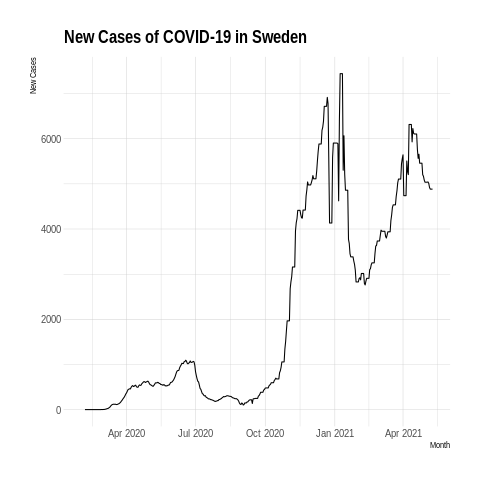 New Cases of COVID-19 in Sweden
New Cases
6000
4000
2000
0
Apr 2020 Jul 2020 Oct 2020 Jan 2021 Apr 2021
Month